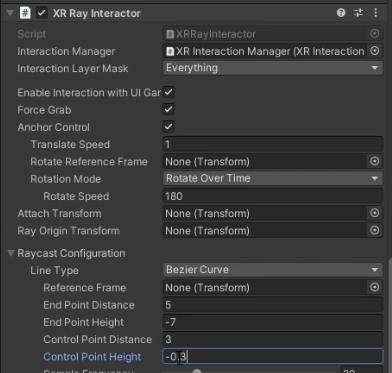 XR Ray Interactor
Script XRRayInteractor
Interaction Manager XR Interaction Manager (XR Interaction
Interaction Layer Mask Everything
Enable Interaction with UI Gar
Force Grab
Anchor Control
Translate Speed 1
Rotate Reference Frame None (Transform)
Rotation Mode Rotate Over Time
Rotate Speed 180
Attach Transform None (Transform)
Ray Origin Transform None (Transform)
Raycast Configuration
Line Type Bezier Curve
Reference Frame None (Transform)
End Point Distance 5
End Point Height -7
Control Point Distance 3
Control Point Height -0.3
Sample Frequency 20